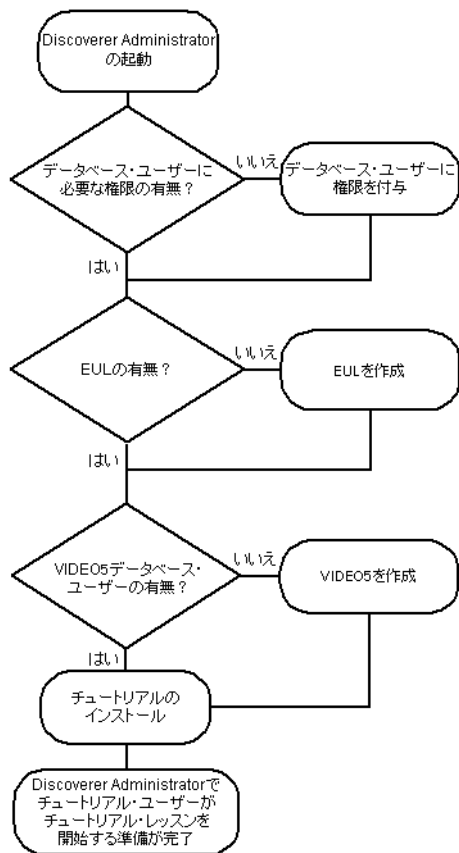 Discoverer Administrator
の起動
データベース・ユーザーに
必要な権限の有無？
いいえ
データベース・ユーザーに
権限を付与
はい
EULの有無？
いいえ
EULを作成
はい
VIDEO5データベース・
ユーザーの有無？
いいえ
VIDEO5を作成
はい
チュートリアルの
インストール
Discoverer Administratorで
チュートリアル・ユーザーが
チュートリアル・レッスンを
開始する準備が完了